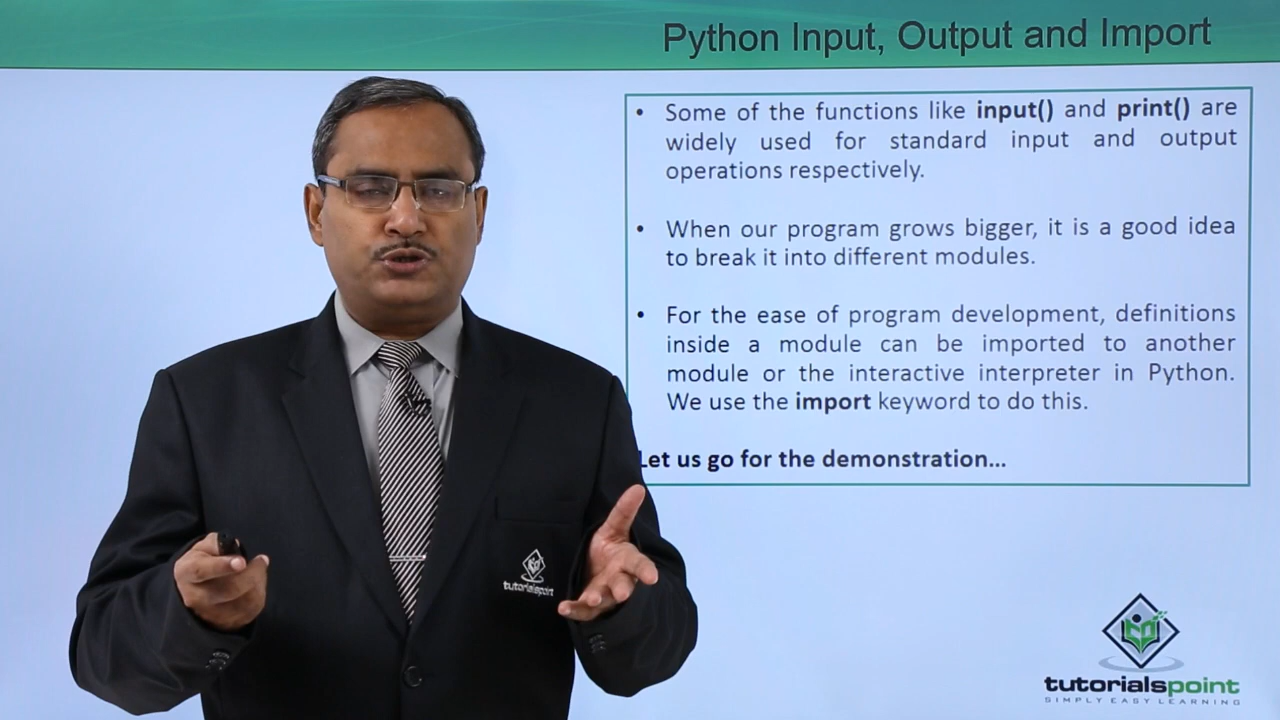 Python Input, Output and Import
• Some of the functions like input() and print() are
widely used for standard input and output
operations respectively.
• When our program grows bigger, it is a good idea
to break it into different modules.
• For the ease of program development, definitions
inside a module can be imported to another
module or the interactive interpreter in Python.
We use the import keyword to do this.
Let us go for the demonstration...
tutorialspoint
tutorialspoint
SIMPLY EASY LEARNING